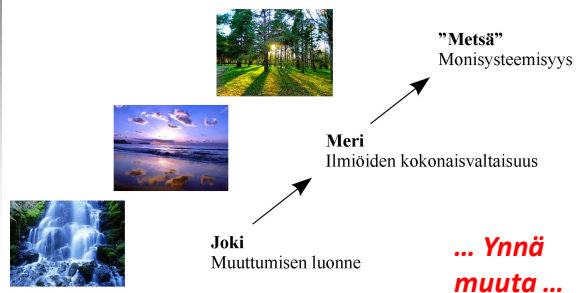 ”Metsä”
Monisysteemisyys
Meri
Ilmiöiden kokonaisvaltaisuus
Joki
Muuttumisen luonne
... Ynnä
muuta ...